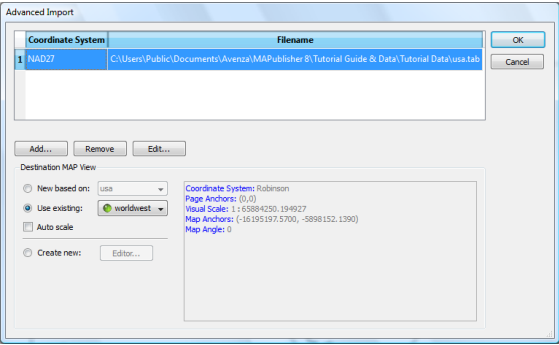 Advanced Import
Coordinate System Filename
1 NAD27 C:\Users\Public\Documents\Avenza\MAPublisher 8\Tutorial Guide & Data\Tutorial Data\usa.tab
OK
Cancel
Add... Remove Edit...
Destination MAP View
New based on: usa
Use existing: worldwest
Auto scale
Create new: Editor...
Coordinate System: Robinson
Page Anchors: (0,0)
Visual Scale: 1 : 65884250.194927
Map Anchors: (-16195197.5700, -5898152.1390)
Map Angle: 0